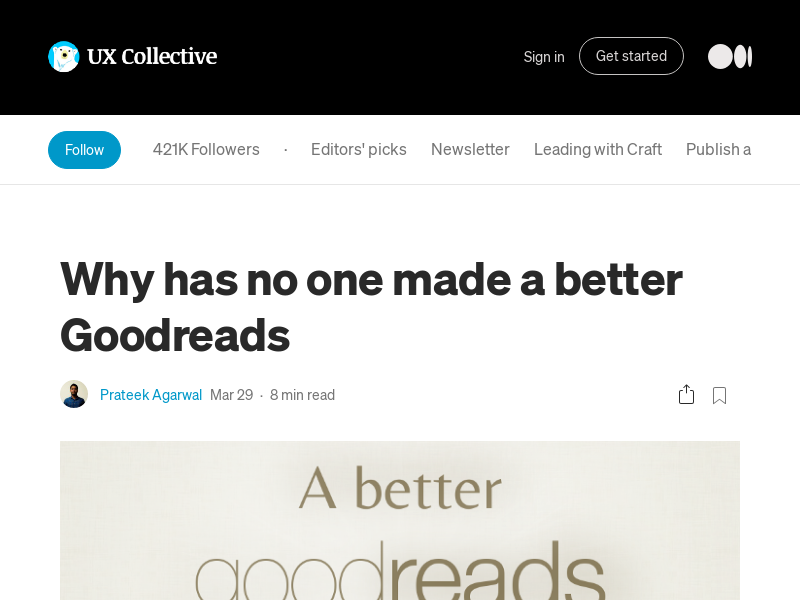 UX Collective
Sign in
Get started
Follow
421K Followers
·
Editors' picks
Newsletter
Leading with Craft
Publish a
Why has no one made a better
Goodreads
Prateek Agarwal Mar 29 · 8 min read
A better
goodreads